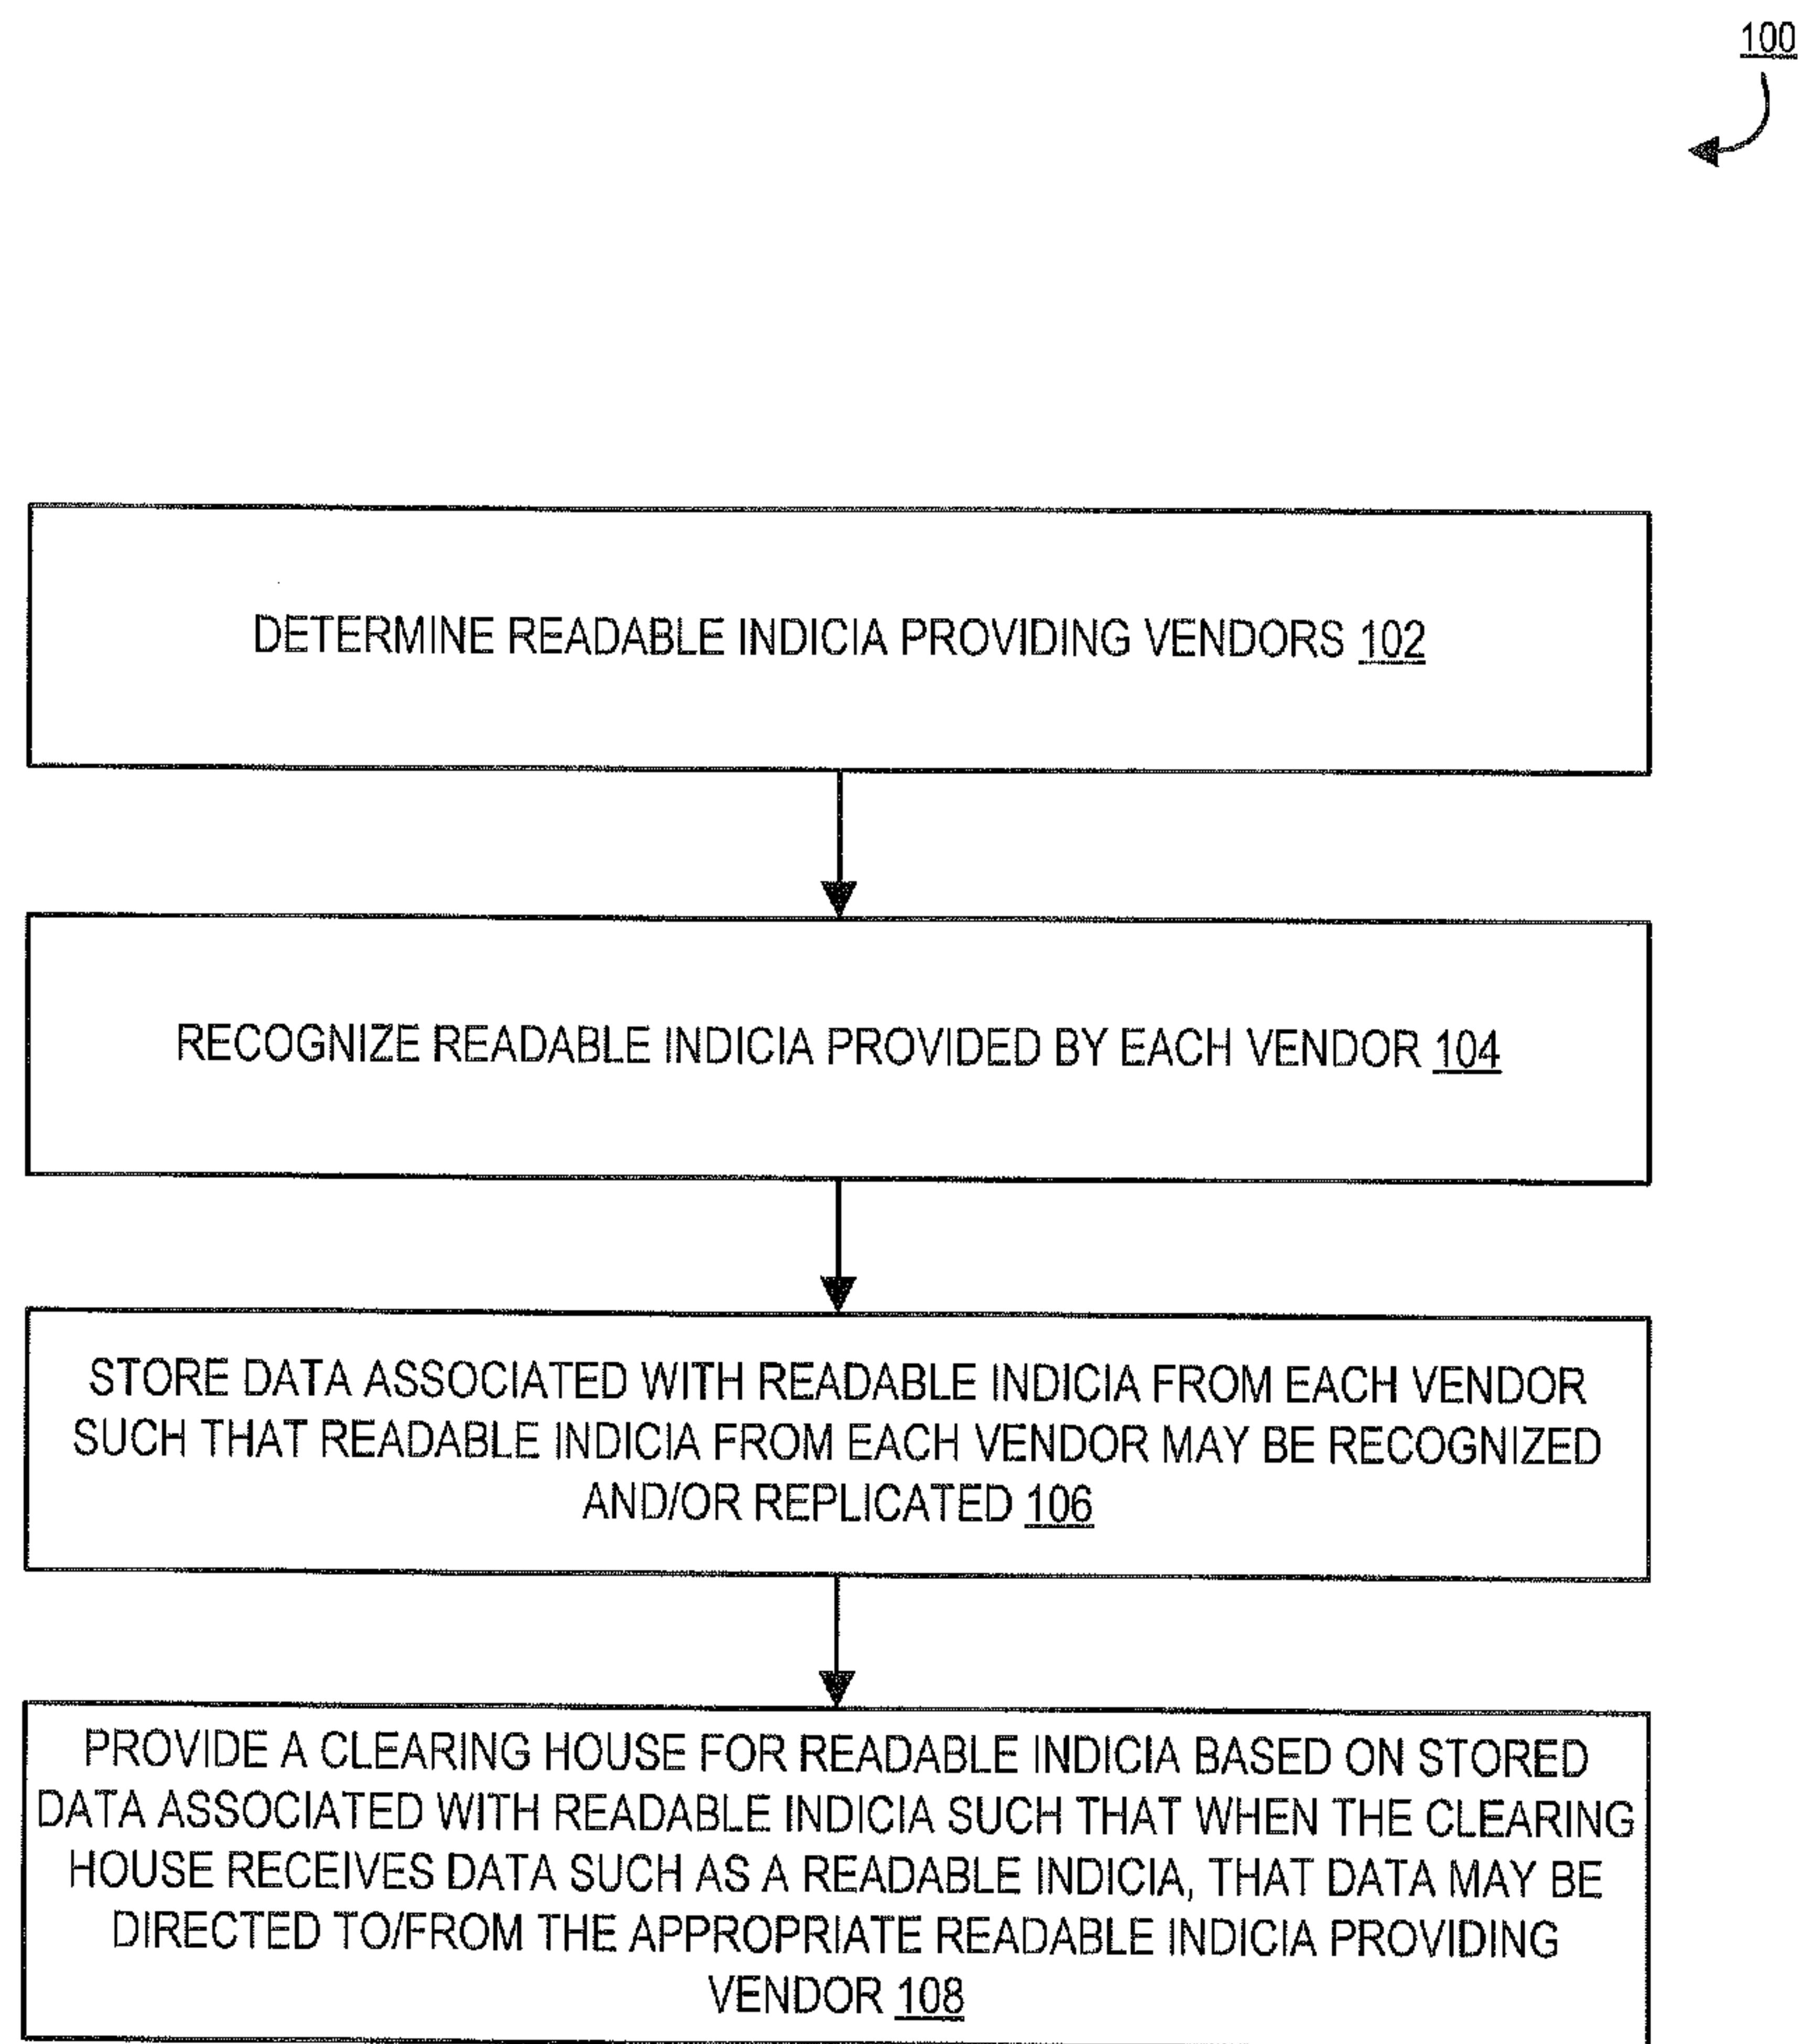 100
DETERMINE READABLE INDICIA PROVIDING VENDORS 102
RECOGNIZE READABLE INDICIA PROVIDED BY EACH VENDOR 104
STORE DATA ASSOCIATED WITH READABLE INDICIA FROM EACH VENDOR
SUCH THAT READABLE INDICIA FROM EACH VENDOR MAY BE RECOGNIZED
AND/OR REPLICATED 106
PROVIDE A CLEARING HOUSE FOR READABLE INDICIA BASED ON STORED
DATA ASSOCIATED WITH READABLE INDICIA SUCH THAT WHEN THE CLEARING
HOUSE RECEIVES DATA SUCH AS A READABLE INDICIA, THAT DATA MAY BE
DIRECTED TO/FROM THE APPROPRIATE READABLE INDICIA PROVIDING
VENDOR 108